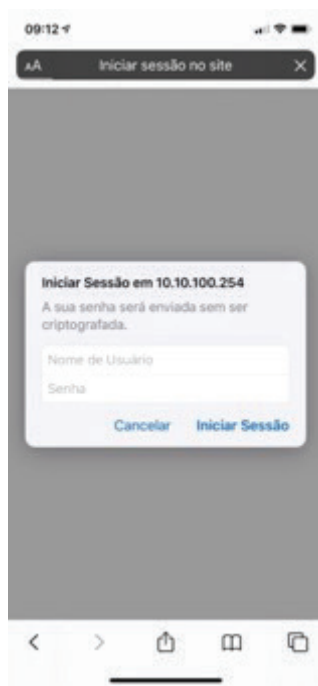 09:12
AA Iniciar sessão no site
Iniciar Sessão em 10.10.100.254
A sua senha será enviada sem ser
criptografada.
Nome de Usuário
Senha
Cancelar Iniciar Sessão